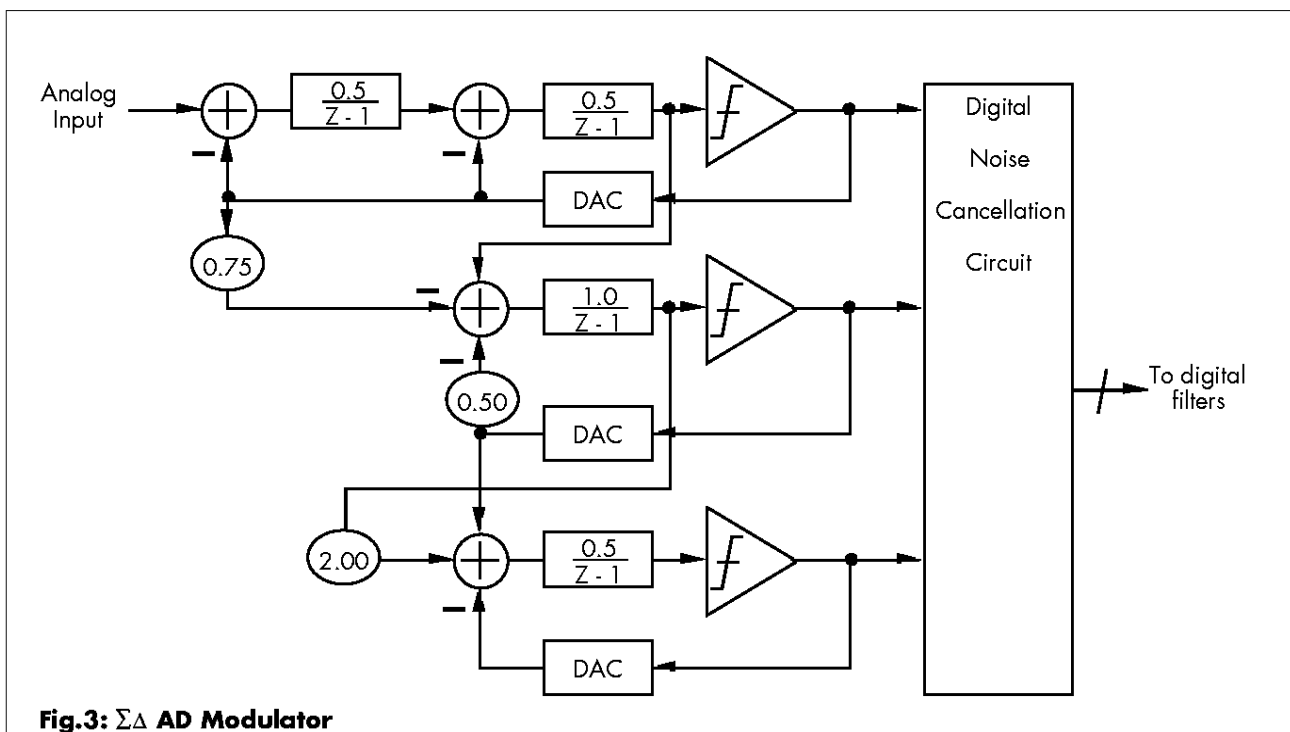 Analog
Input
0.5
Z - 1
0.5
Z - 1
Digital
Noise
Cancellation
Circuit
DAC
0.75
1.0
Z - 1
0.50
DAC
To digital
filters
2.00
0.5
Z - 1
DAC
Fig.3: ΣΔ AD Modulator